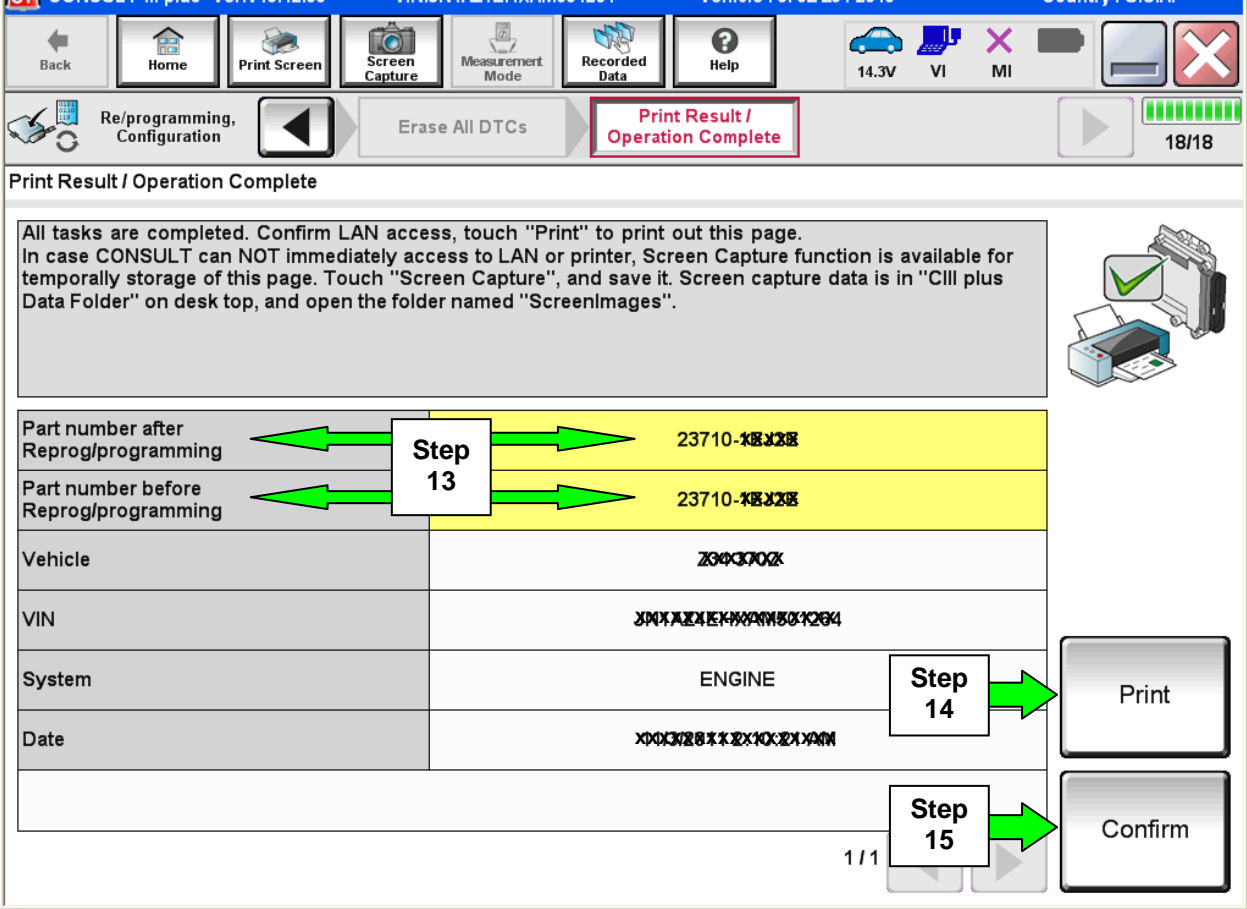 Back
Home
Print Screen
Screen
Capture
Measurement
Mode
Recorded
Data
Help
14.3V
VI
MI
Re/programming,
Configuration
Erase All DTCs
Print Result /
Operation Complete
18/18
Print Result / Operation Complete
All tasks are completed. Confirm LAN access, touch "Print" to print out this page.
In case CONSULT can NOT immediately access to LAN or printer, Screen Capture function is available for
temporally storage of this page. Touch "Screen Capture", and save it. Screen capture data is in "CIII plus
Data Folder" on desk top, and open the folder named "ScreenImages".
Part number after
Reprog/programming
Step
13
23710-
Part number before
Reprog/programming
23710-
Vehicle
VIN
System
ENGINE
Step
14
Print
Date
Step
15
Confirm
1/1